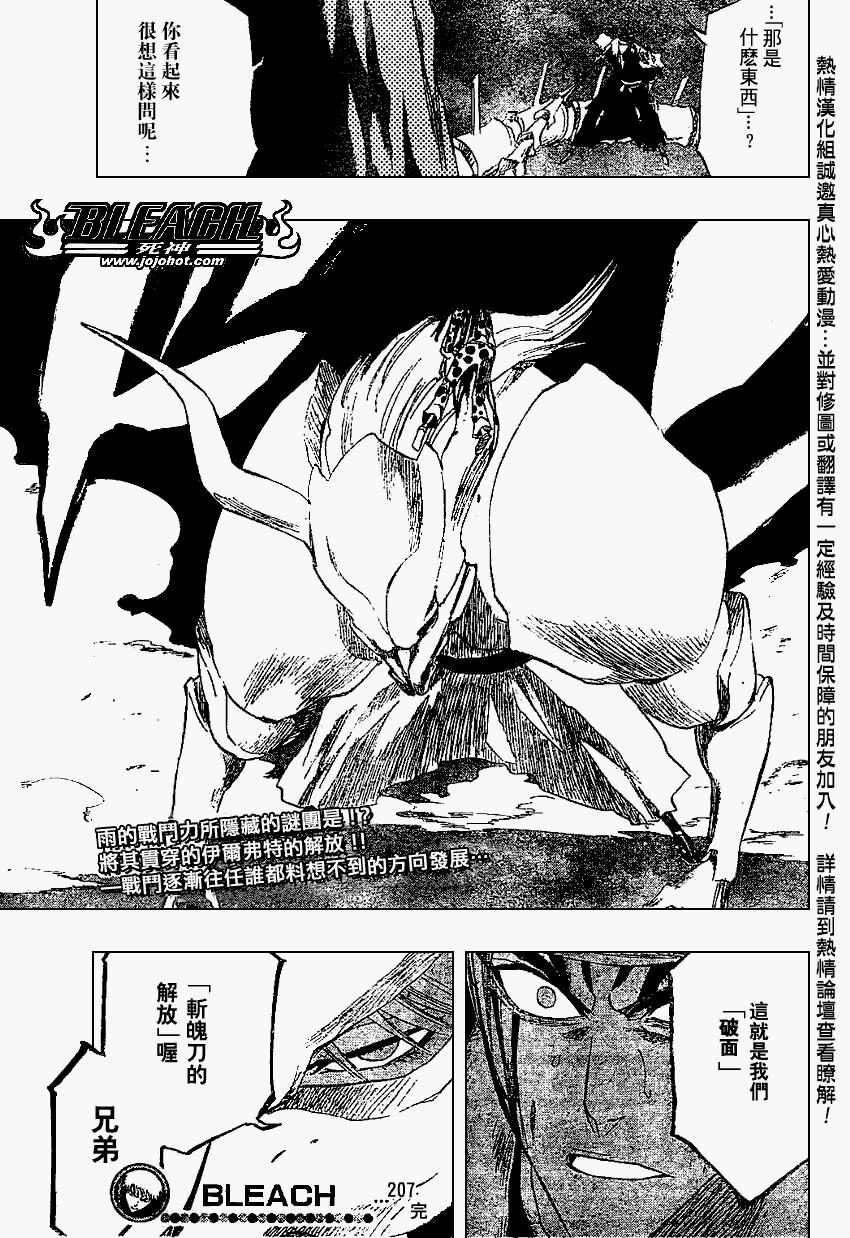 …「那是
什麼東西」…?
你看起來
很想這樣問呢…
BLEACH
死神
www.jojohot.com
雨的戰鬥力所隱藏的謎團是!!?
將其貫穿的伊爾弗特的解放!!
—戰鬥逐漸往任誰都料想不到的方向發展…
這就是我們
「破面」
「斬魄刀的
解放」喔
兄弟
BLEACH
…207
完
熱情漢化組誠邀真心熱愛動漫…並對修圖或翻譯有一定經驗及時間保障的朋友加入! 詳情請到熱情論壇查看瞭解!